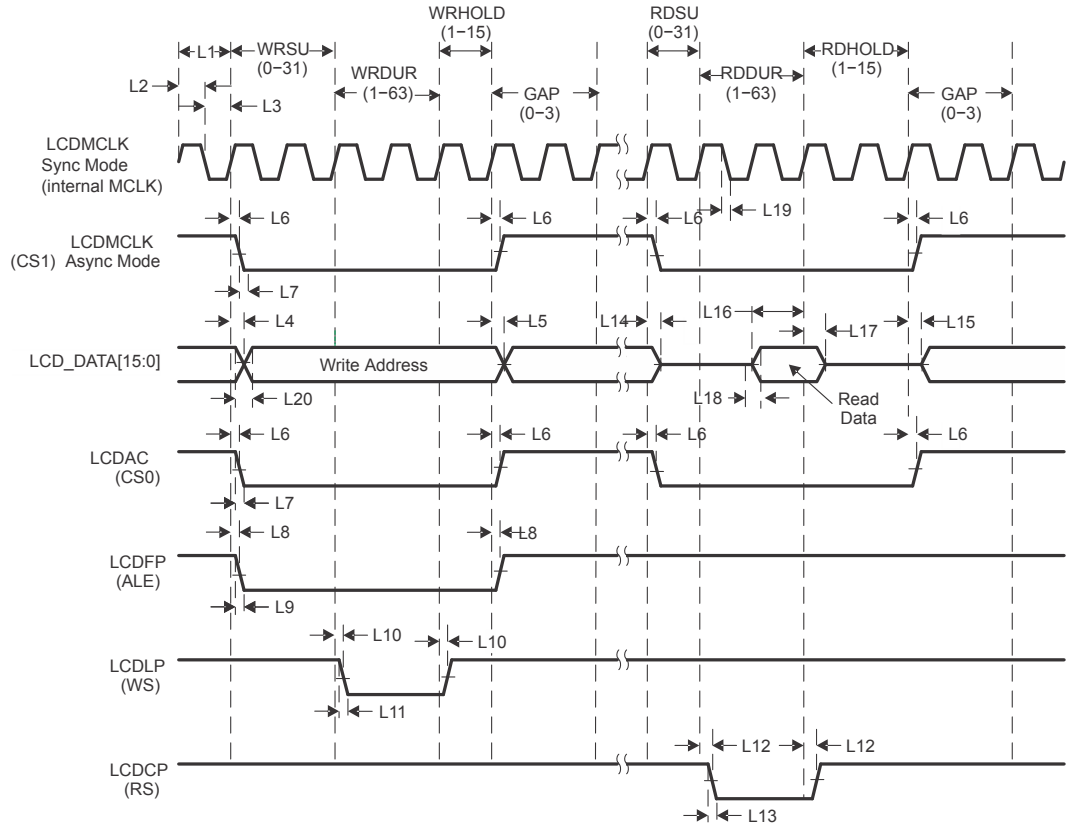 WRHOLD
(1−15)
RDSU
(0−31)
L1
WRSU
(0−31)
RDHOLD
(1−15)
L2
WRDUR
(1−63)
RDDUR
(1−63)
L3
GAP
(0−3)
GAP
(0−3)
LCDMCLK
Sync Mode
(internal MCLK)
L6
L6
L6
L19
L6
LCDMCLK
(CS1) Async Mode
L7
L16
L4
L5
L14
L17
L15
LCD_DATA[15:0]
Write Address
L20
L18
Read
Data
L6
L6
L6
L6
LCDAC
(CS0)
L7
L8
L8
LCDFP
(ALE)
L9
L10
L10
LCDLP
(WS)
L11
L12
L12
LCDCP
(RS)
L13